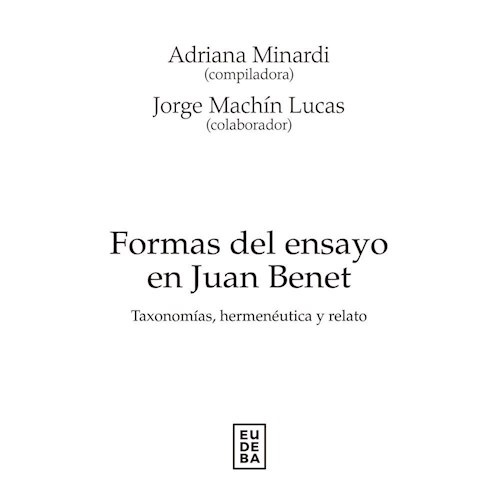 Adriana Minardi
(compiladora)
Jorge Machín Lucas
(colaborador)
Formas del ensayo
en Juan Benet
Taxonomías, hermenéutica y relato
EU
DE
BA